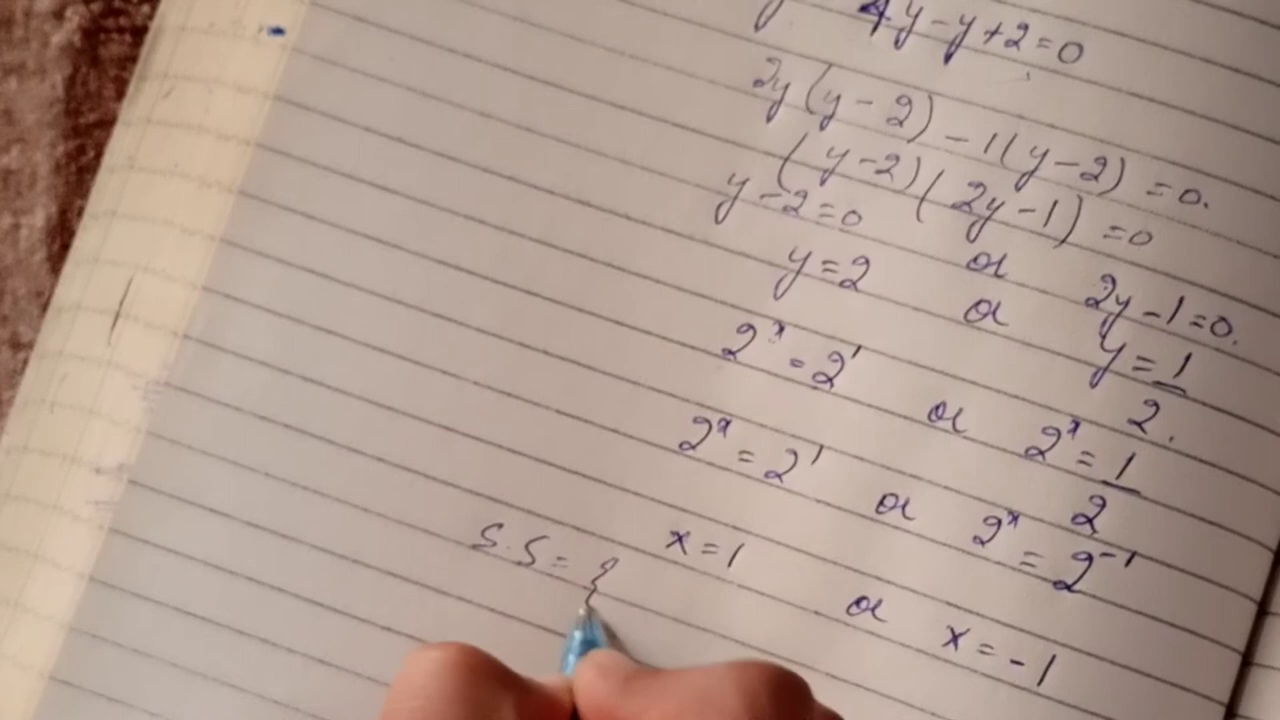 4y-y+2=0
2y(y-2)-1(y-2)=0.
(y-2)(2y-1)=0
y-2=0 or 2y-1=0.
y=2 or y=1/2.
2^x=2^1 or 2^x=1/2
2^x=2^1 or 2^x=2^-1
x=1 or x=-1
S.S={